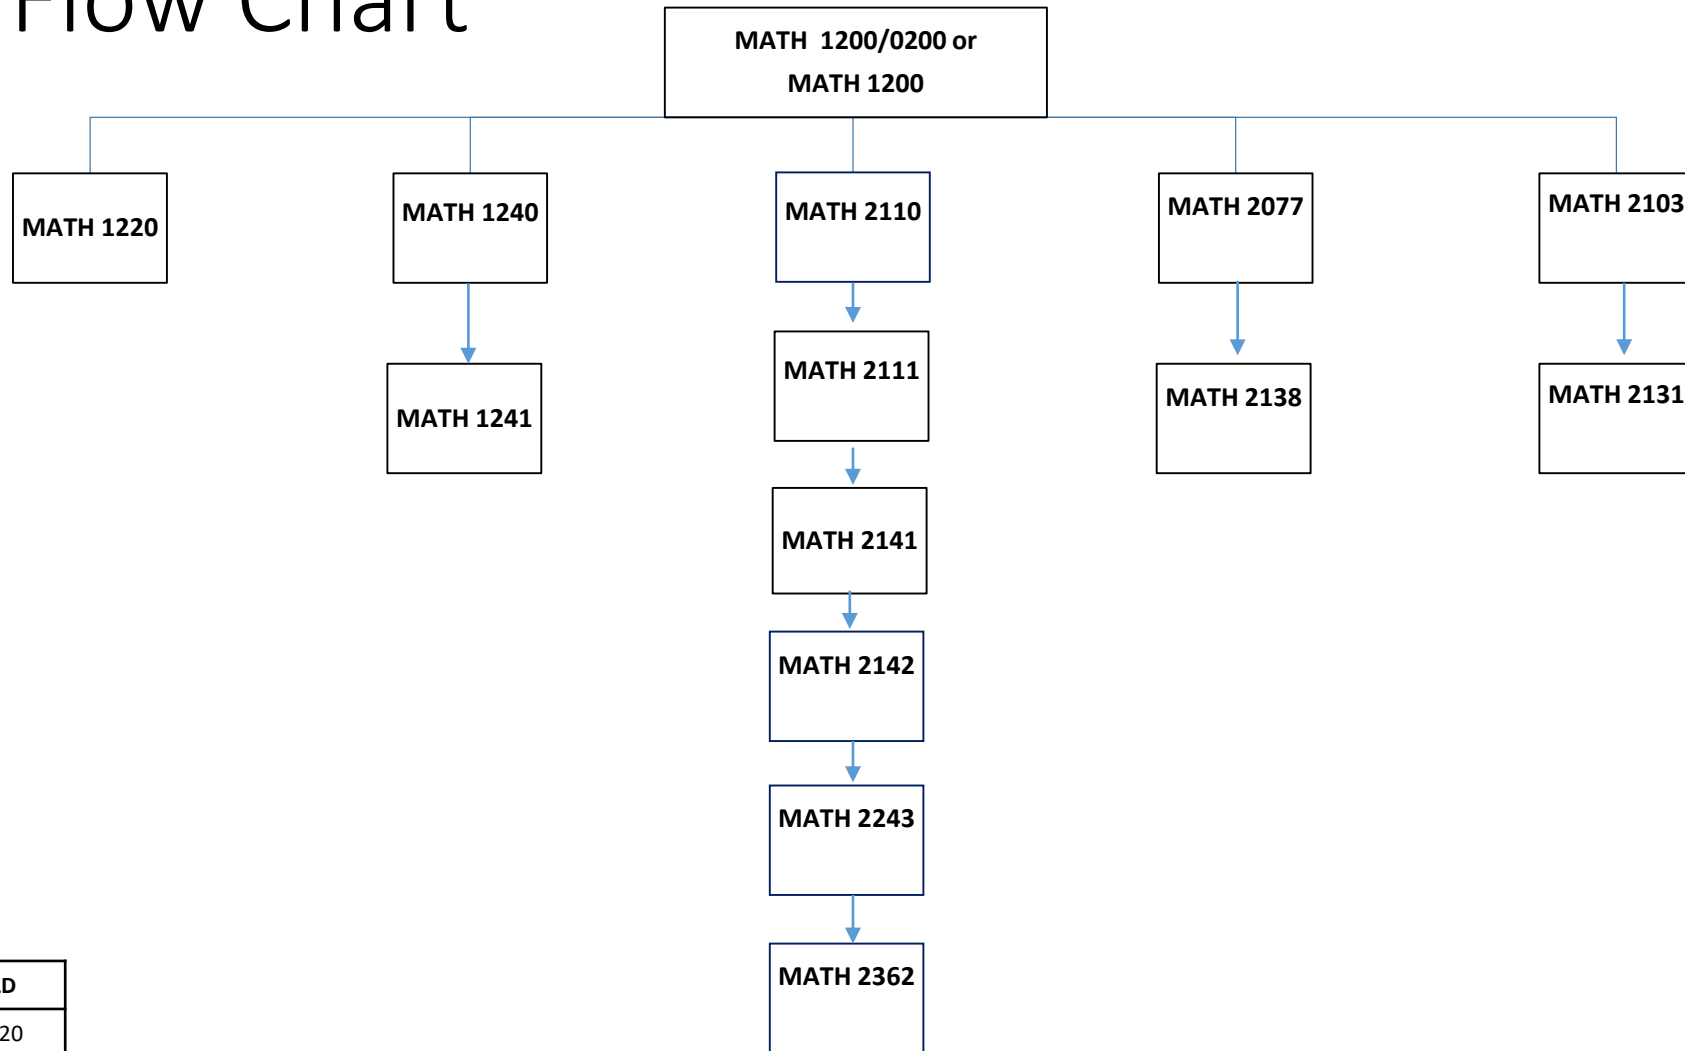 Flow Chart
MATH 1200/0200 or
MATH 1200
MATH 1220
MATH 1240
MATH 2110
MATH 2077
MATH 2103
MATH 1241
MATH 2111
MATH 2138
MATH 2131
MATH 2141
MATH 2142
MATH 2243
MATH 2362
D
20